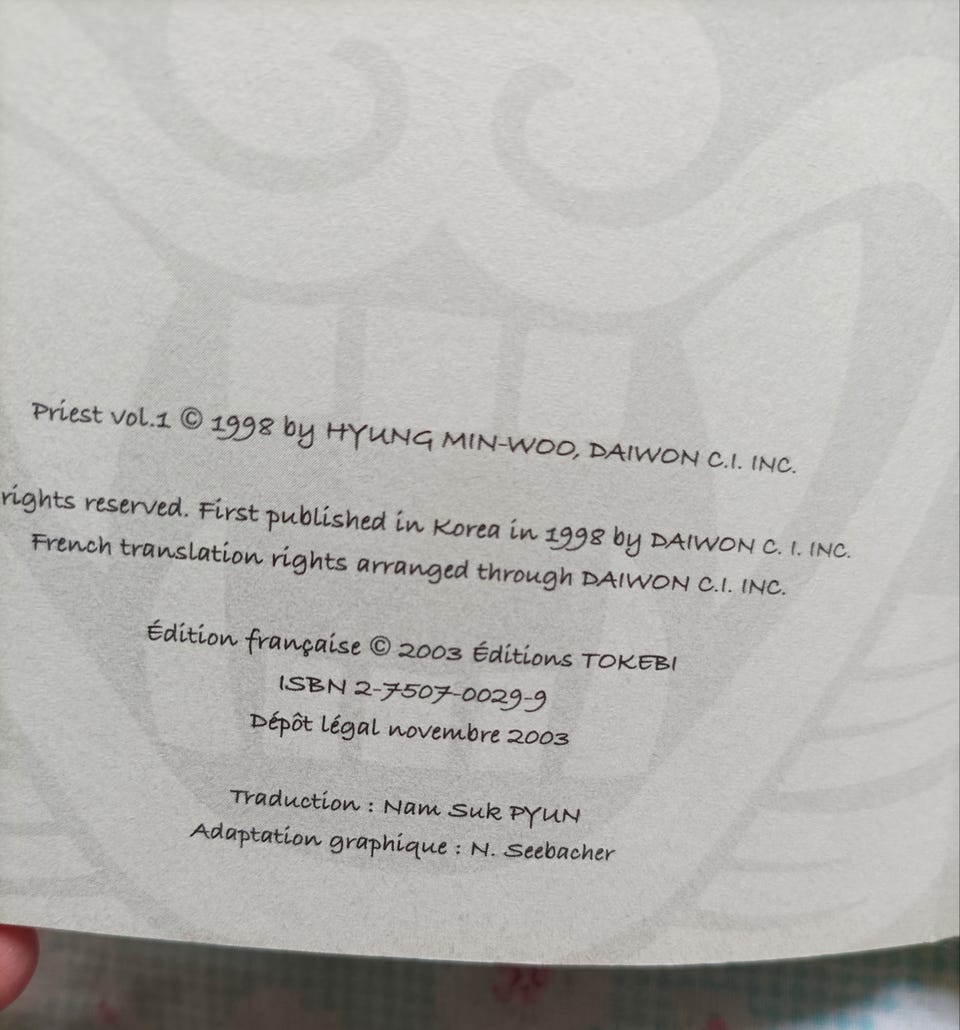 Priest vol.1 © 1998 by HYUNG MIN-WOO, DAIWON C.I. INC.
rights reserved. First published in Korea in 1998 by DAIWON C. I. INC.
French translation rights arranged through DAIWON C.I. INC.
Édition française © 2003 Éditions TOKEBI
ISBN 2-7507-0029-9
Dépôt légal novembre 2003
Traduction : Nam Suk PYUN
Adaptation graphique : N. Seebacher